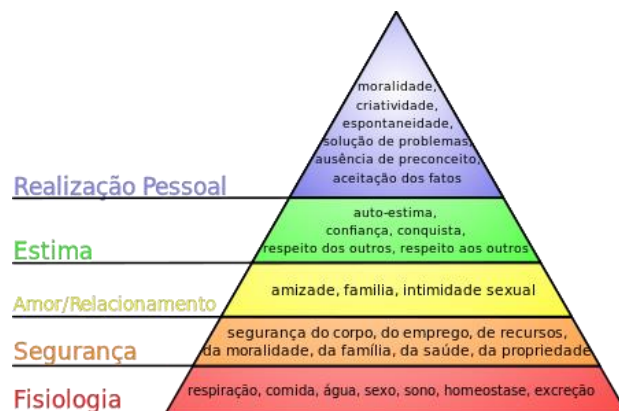 moralidade,
criatividade,
espontaneidade,
solução de problemas,
ausência de preconceito,
aceitação dos fatos
Realização Pessoal
auto-estima,
confiança, conquista,
respeito dos outros, respeito aos outros
Estima
amizade, familia, intimidade sexual
Amor/Relacionamento
segurança do corpo, do emprego, de recursos,
da moralidade, da família, da saúde, da propriedade
Segurança
respiração, comida, água, sexo, sono, homeostase, excreção
Fisiologia